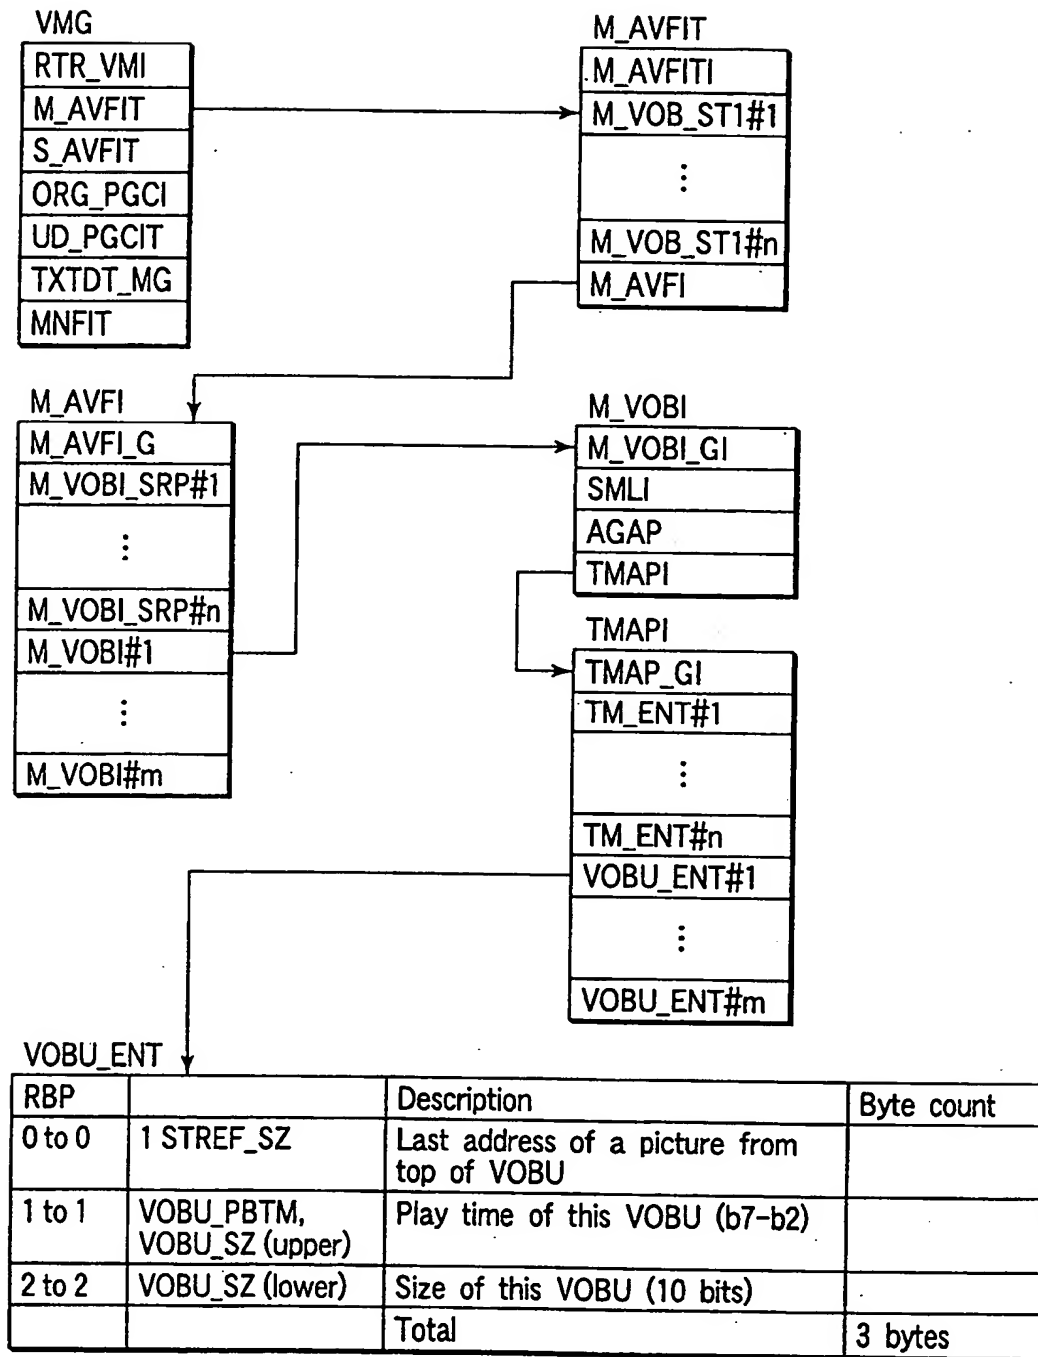 VMG
RTR_VMI
M_AVFIT
S_AVFIT
ORG_PGCI
UD_PGCIT
TXTDT_MG
MNFIT
M_AVFIT
M_AVFITI
M_VOB_ST1#1
⋮
M_VOB_ST1#n
M_AVFI
M_AVFI
M_AVFI_G
M_VOBI_SRP#1
⋮
M_VOBI_SRP#n
M_VOBI#1
⋮
M_VOBI#m
M_VOBI
M_VOBI_GI
SMLI
AGAP
TMAPI
TMAPI
TMAP_GI
TM_ENT#1
⋮
TM_ENT#n
VOBU_ENT#1
⋮
VOBU_ENT#m
VOBU_ENT
RBP Description Byte count
0 to 0 1 STREF_SZ Last address of a picture from
top of VOBU
1 to 1 VOBU_PBTM, Play time of this VOBU (b7-b2)
VOBU_SZ (upper)
2 to 2 VOBU_SZ (lower) Size of this VOBU (10 bits)
Total 3 bytes